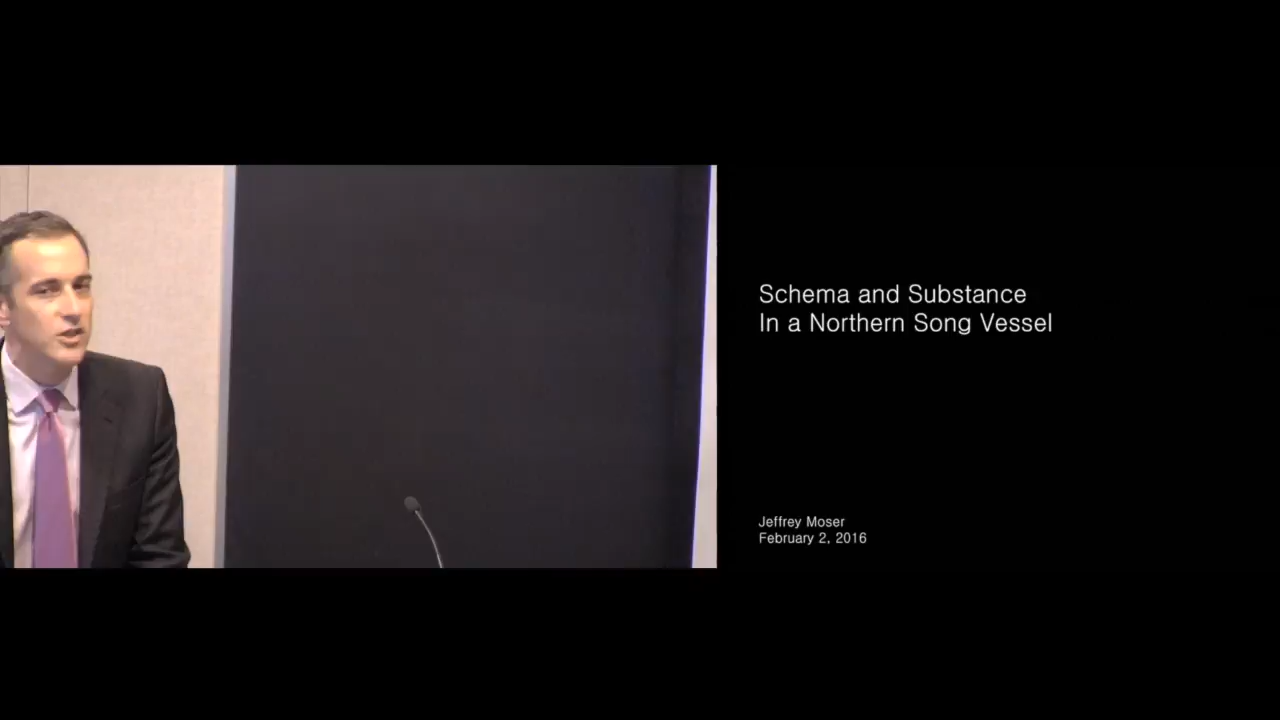 Schema and Substance
In a Northern Song Vessel
Jeffrey Moser
February 2, 2016